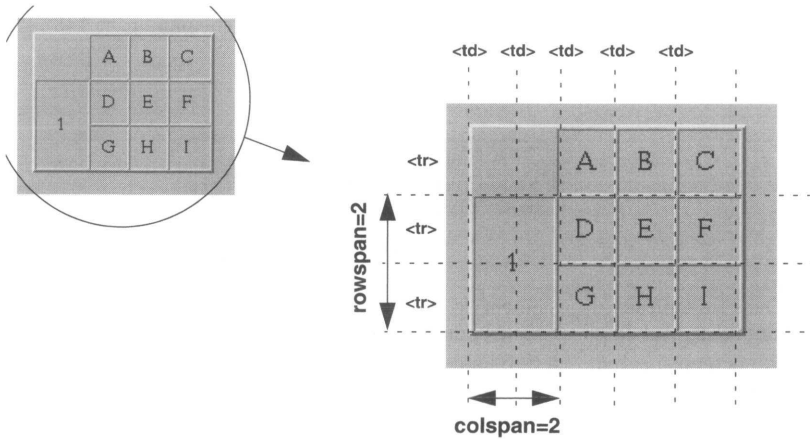 A B C
1 D E F
G H I
<td> <td> <td> <td> <td>
<tr> A B C
rowspan=2
<tr> D E F
1
<tr> G H I
colspan=2